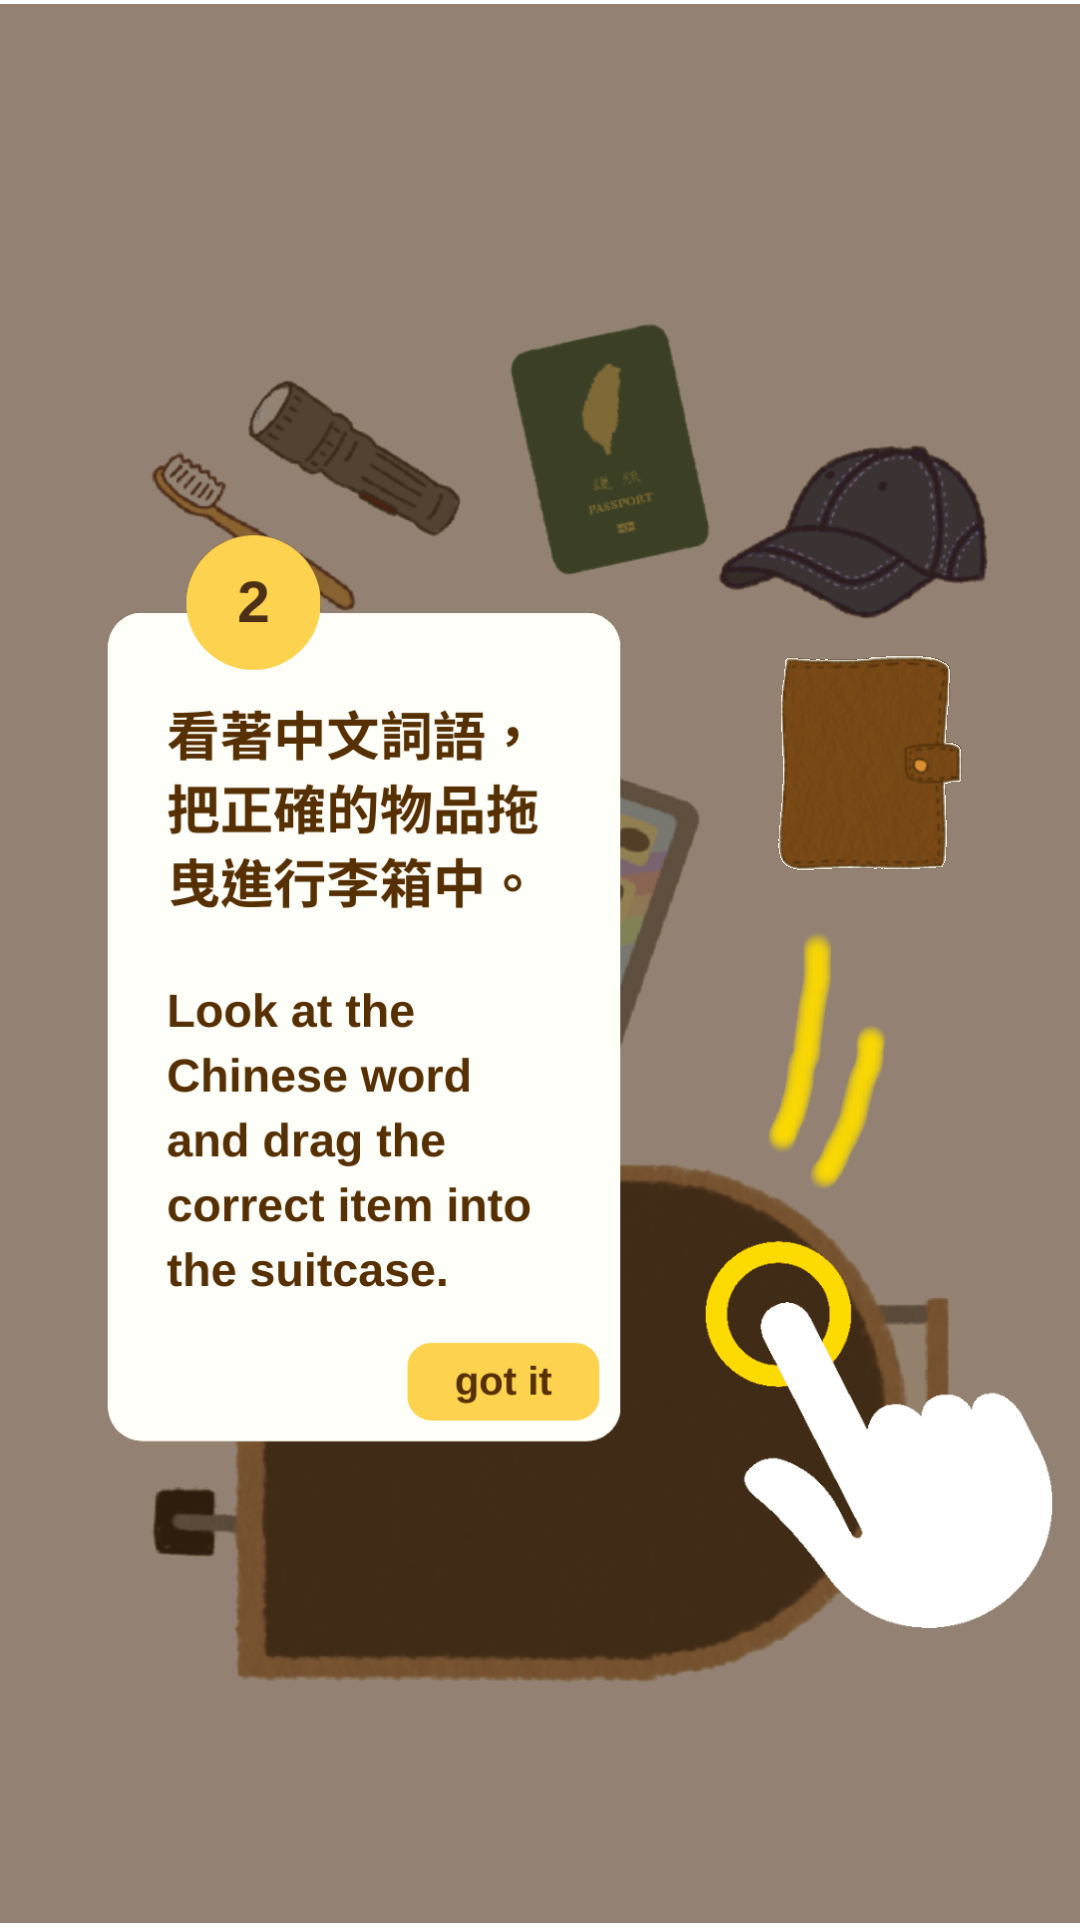 PASSPORT
2
看著中文詞語，
把正確的物品拖
曳進行李箱中。
Look at the
Chinese word
and drag the
correct item into
the suitcase.
got it